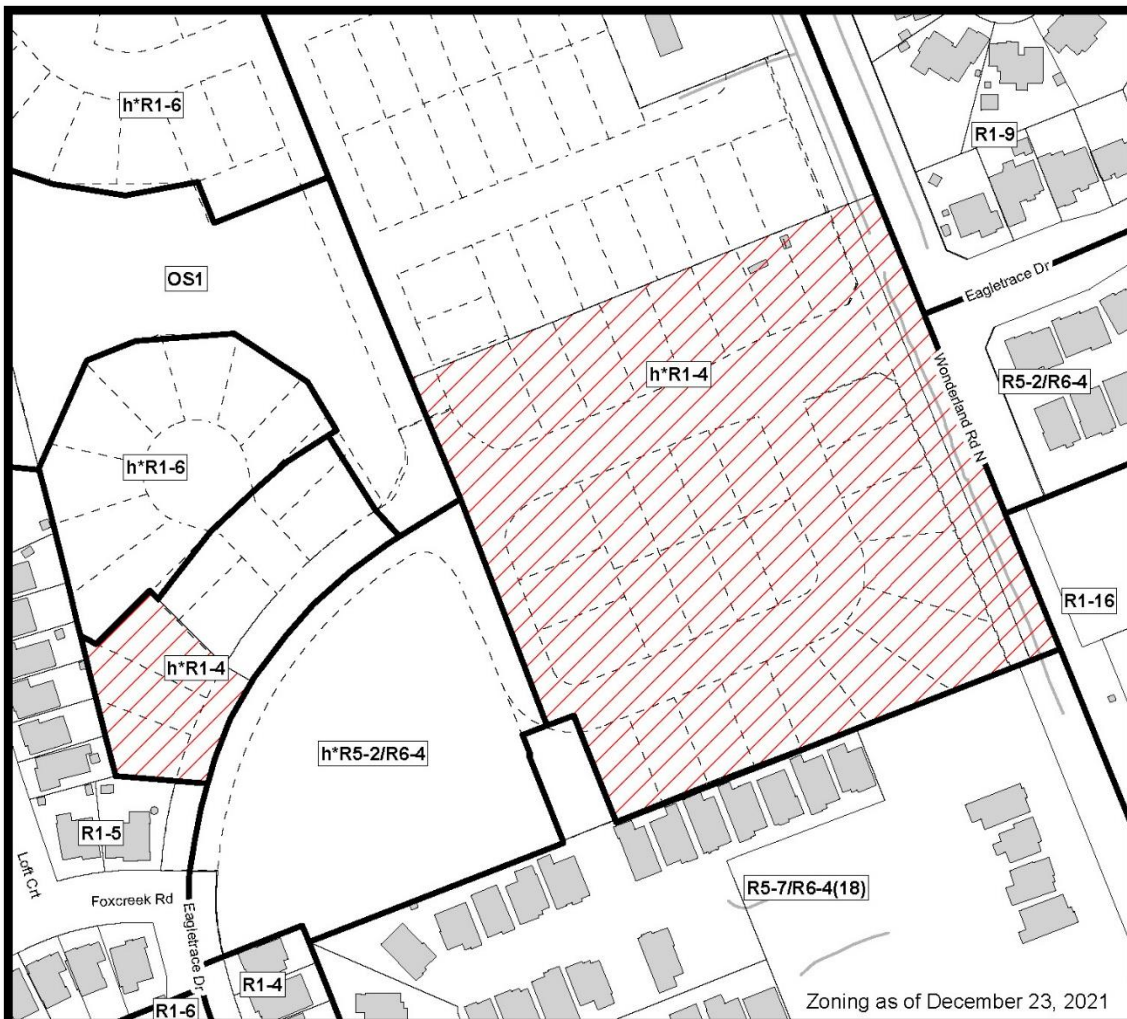 h*R1-6
R1-9
OS1
Eagletrace Dr
h*R1-4
Wonderland Rd N
R5-2/R6-4
h*R1-6
R1-16
h*R1-4
h*R5-2/R6-4
R1-5
Loft Crt
Foxcreek Rd
R5-7/R6-4(18)
Eagletrace Dr
R1-4
R1-6
Zoning as of December 23, 2021